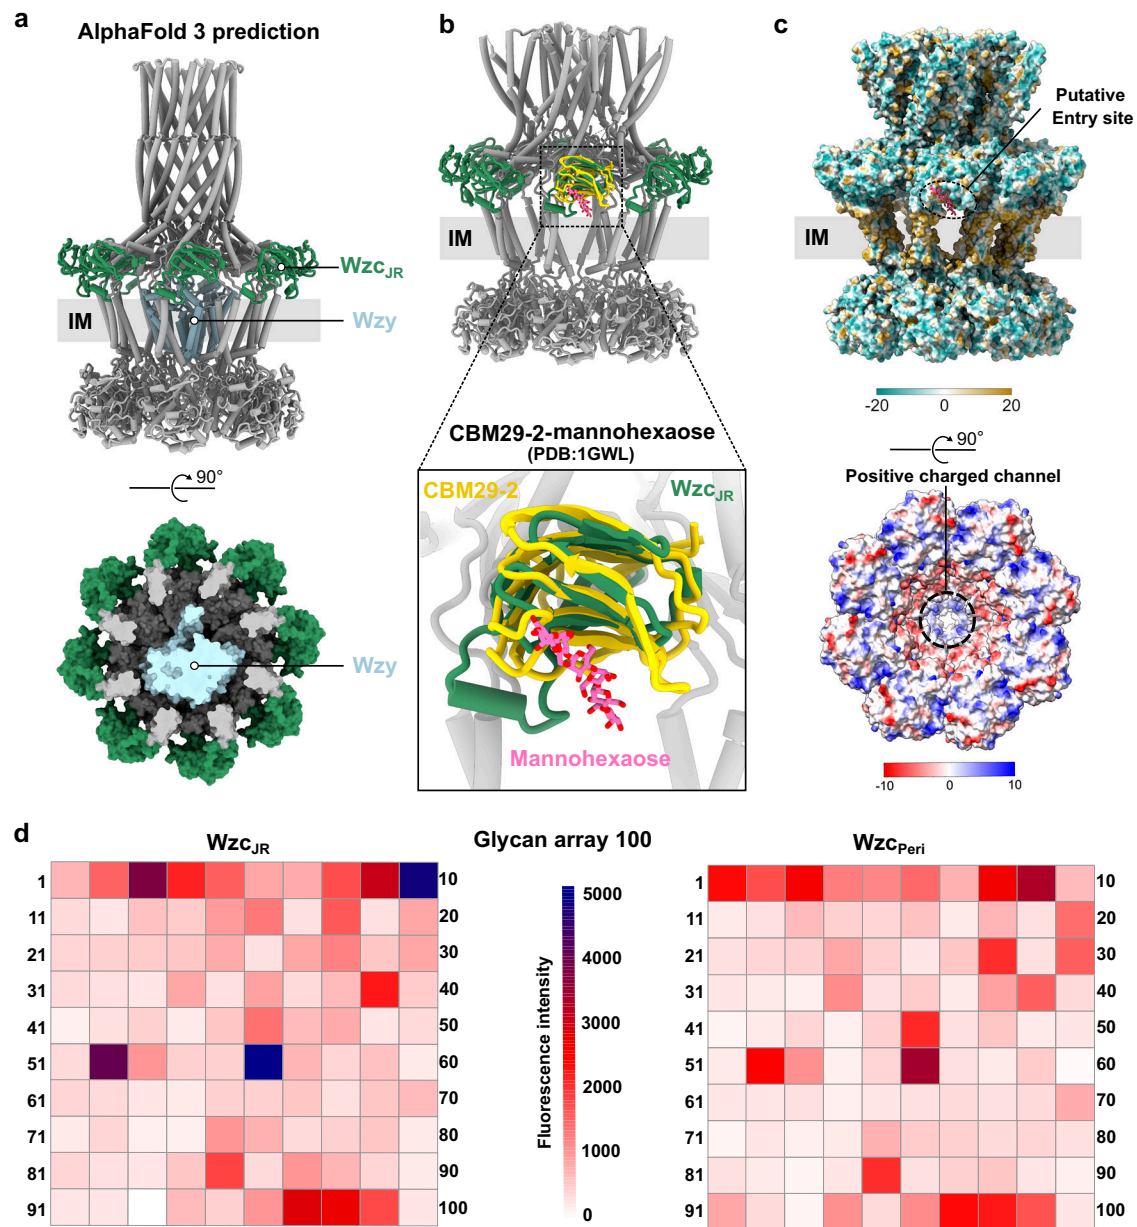 a
AlphaFold 3 prediction
Wzc_JR
IM
Wzy
90°
Wzy
b
IM
CBM29-2-mannohexaose
(PDB:1GWL)
CBM29-2
Wzc_JR
Mannohexaose
c
Putative
Entry site
IM
-20 0 20
90°
Positive charged channel
-10 0 10
d
Wzc_JR
Glycan array 100
Wzc_Peri
1 10
11 20
21 30
31 40
41 50
51 60
61 70
71 80
81 90
91 100
Fluorescence intensity
5000
4000
3000
2000
1000
0
1 10
11 20
21 30
31 40
41 50
51 60
61 70
71 80
81 90
91 100